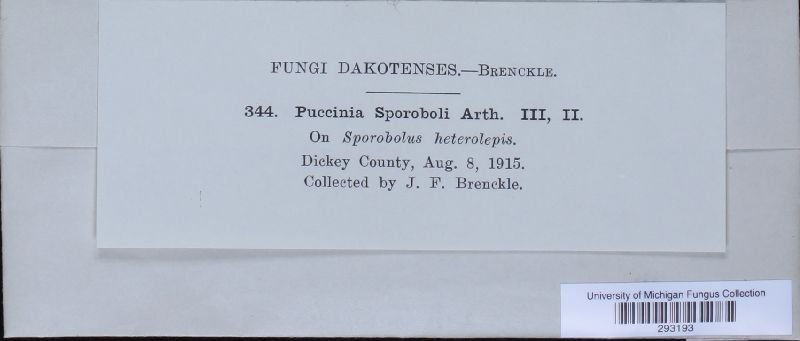 FUNGI DAKOTENSES.—BRENCKLE.
344. Puccinia Sporoboli Arth. III, II.
On Sporobolus heterolepis.
Dickey County, Aug. 8, 1915.
Collected by J. F. Brenckle.
University of Michigan Fungus Collection
293193